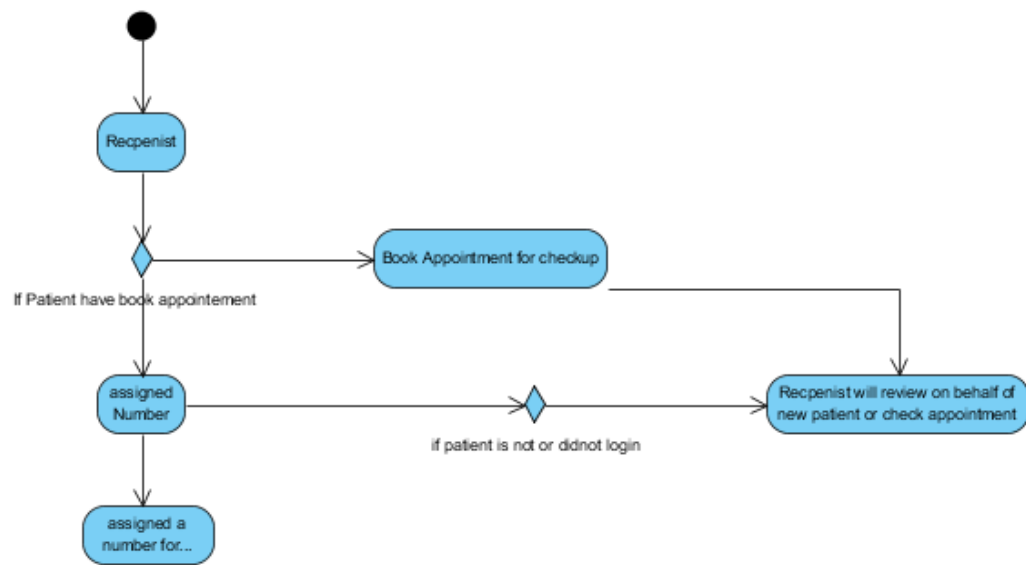 Recpenist
Book Appointment for checkup
If Patient have book appointement
assigned
Number
Recpenist will review on behalf of
new patient or check appointment
if patient is not or didnot login
assigned a
number for...